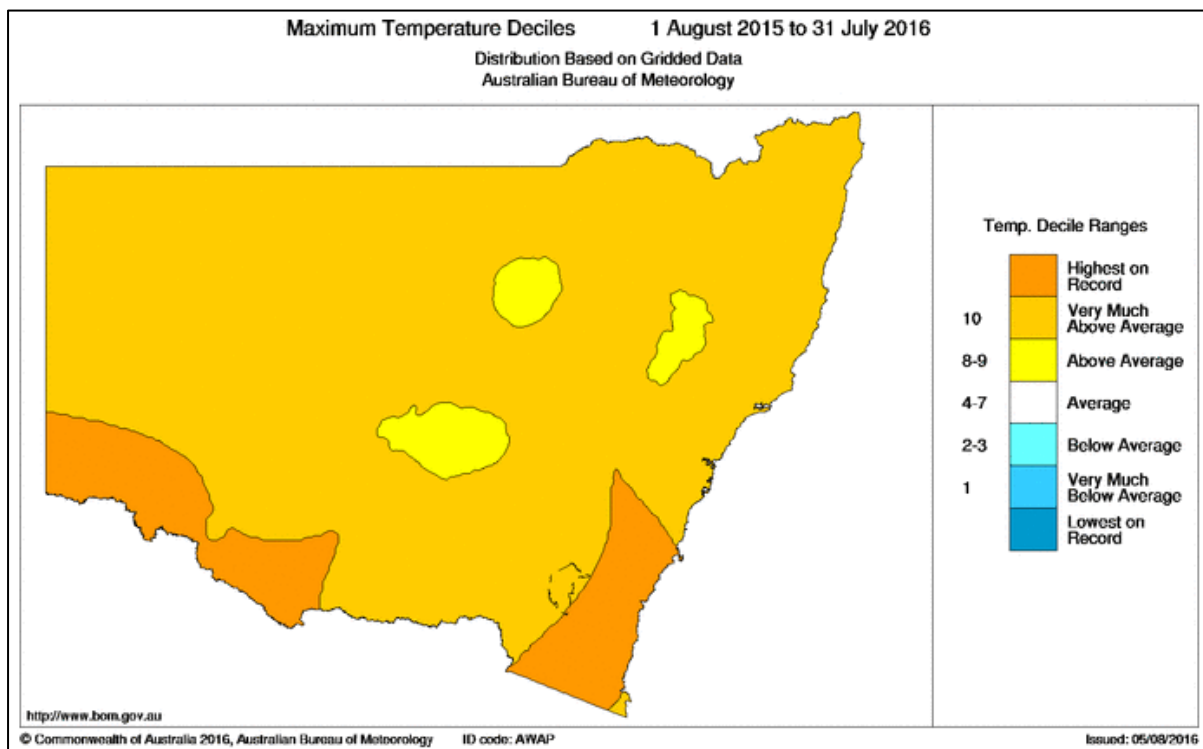 Maximum Temperature Deciles 1 August 2015 to 31 July 2016
Distribution Based on Gridded Data
Australian Bureau of Meteorology
Temp. Decile Ranges
Highest on
Record
10 Very Much
Above Average
8-9 Above Average
4-7 Average
2-3 Below Average
1 Very Much
Below Average
Lowest on
Record
http://www.bom.gov.au
© Commonwealth of Australia 2016, Australian Bureau of Meteorology ID code: AWAP Issued: 05/08/2016